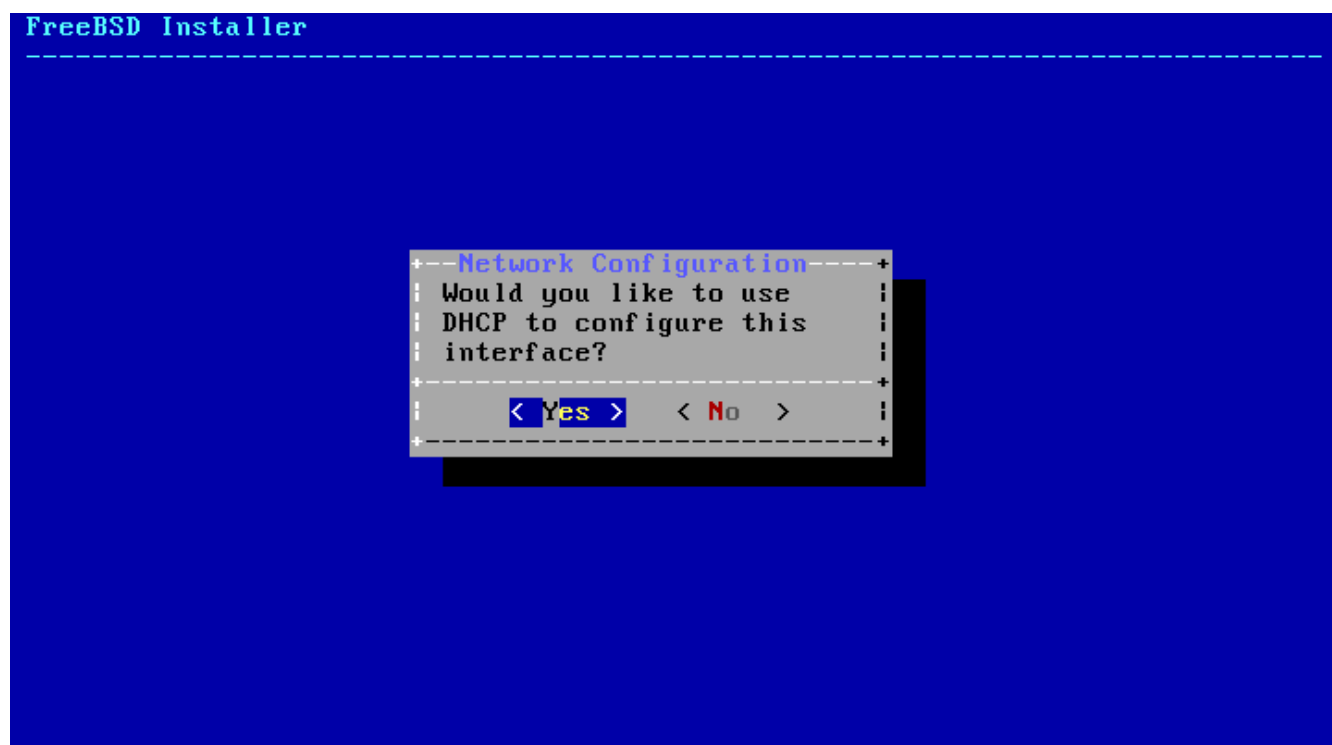 FreeBSD Installer
Network Configuration
Would you like to use
DHCP to configure this
interface?
< Yes > < No >